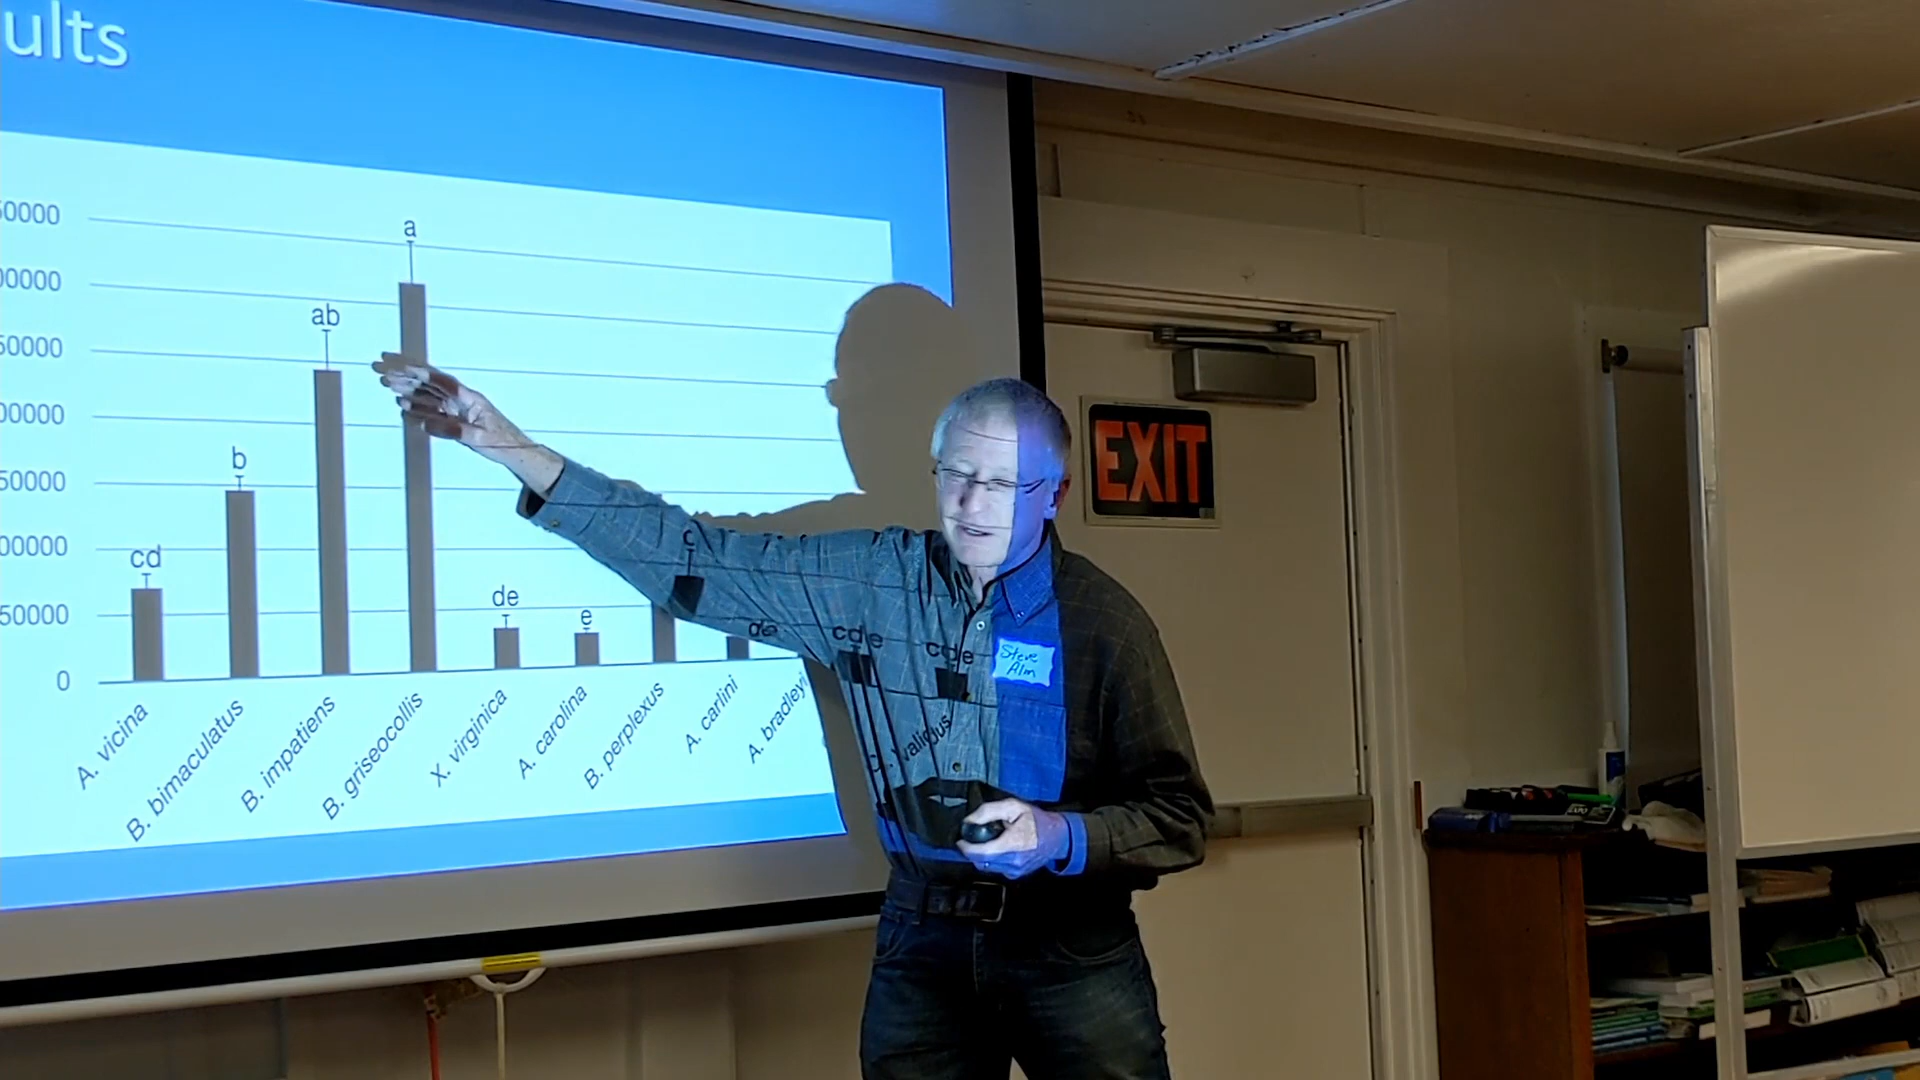 ults
50000
a
00000
ab
50000
00000
b
50000
c
00000
cd
50000
de
e
de
cde
cde
0
A. vicina
B. bimaculatus
B. impatiens
B. griseocollis
X. virginica
A. carolina
B. perplexus
A. carlini
A. bradleyi
validus
EXIT
Steve
Alm